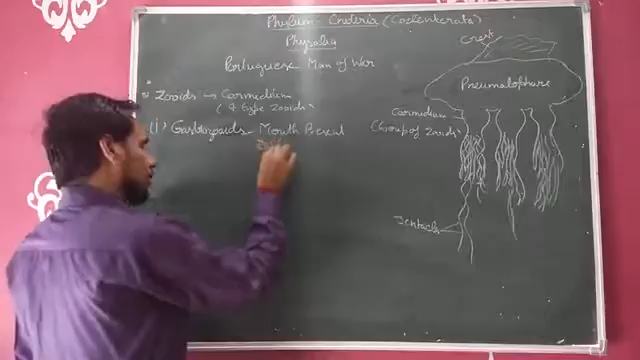 Phylum - Cnideria (Coelenterata)
Physalia
Portuguese Man of War
Zooids - Cormidium
(4 type Zooids
(i) Gastrozooids - Mouth Present
Crest
Pneumatophore
Cormidium
(Group of Zooids
Tentacles